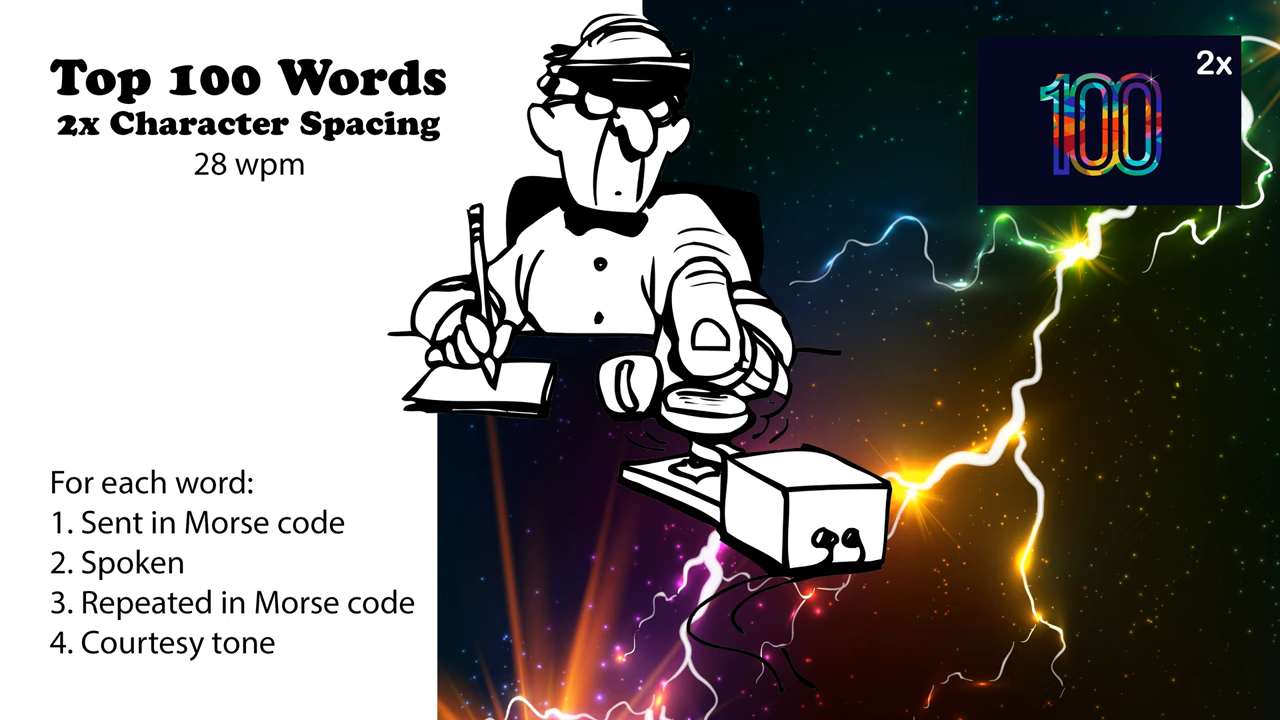 Top 100 Words
2x Character Spacing
28 wpm
2x
100
For each word:
1. Sent in Morse code
2. Spoken
3. Repeated in Morse code
4. Courtesy tone